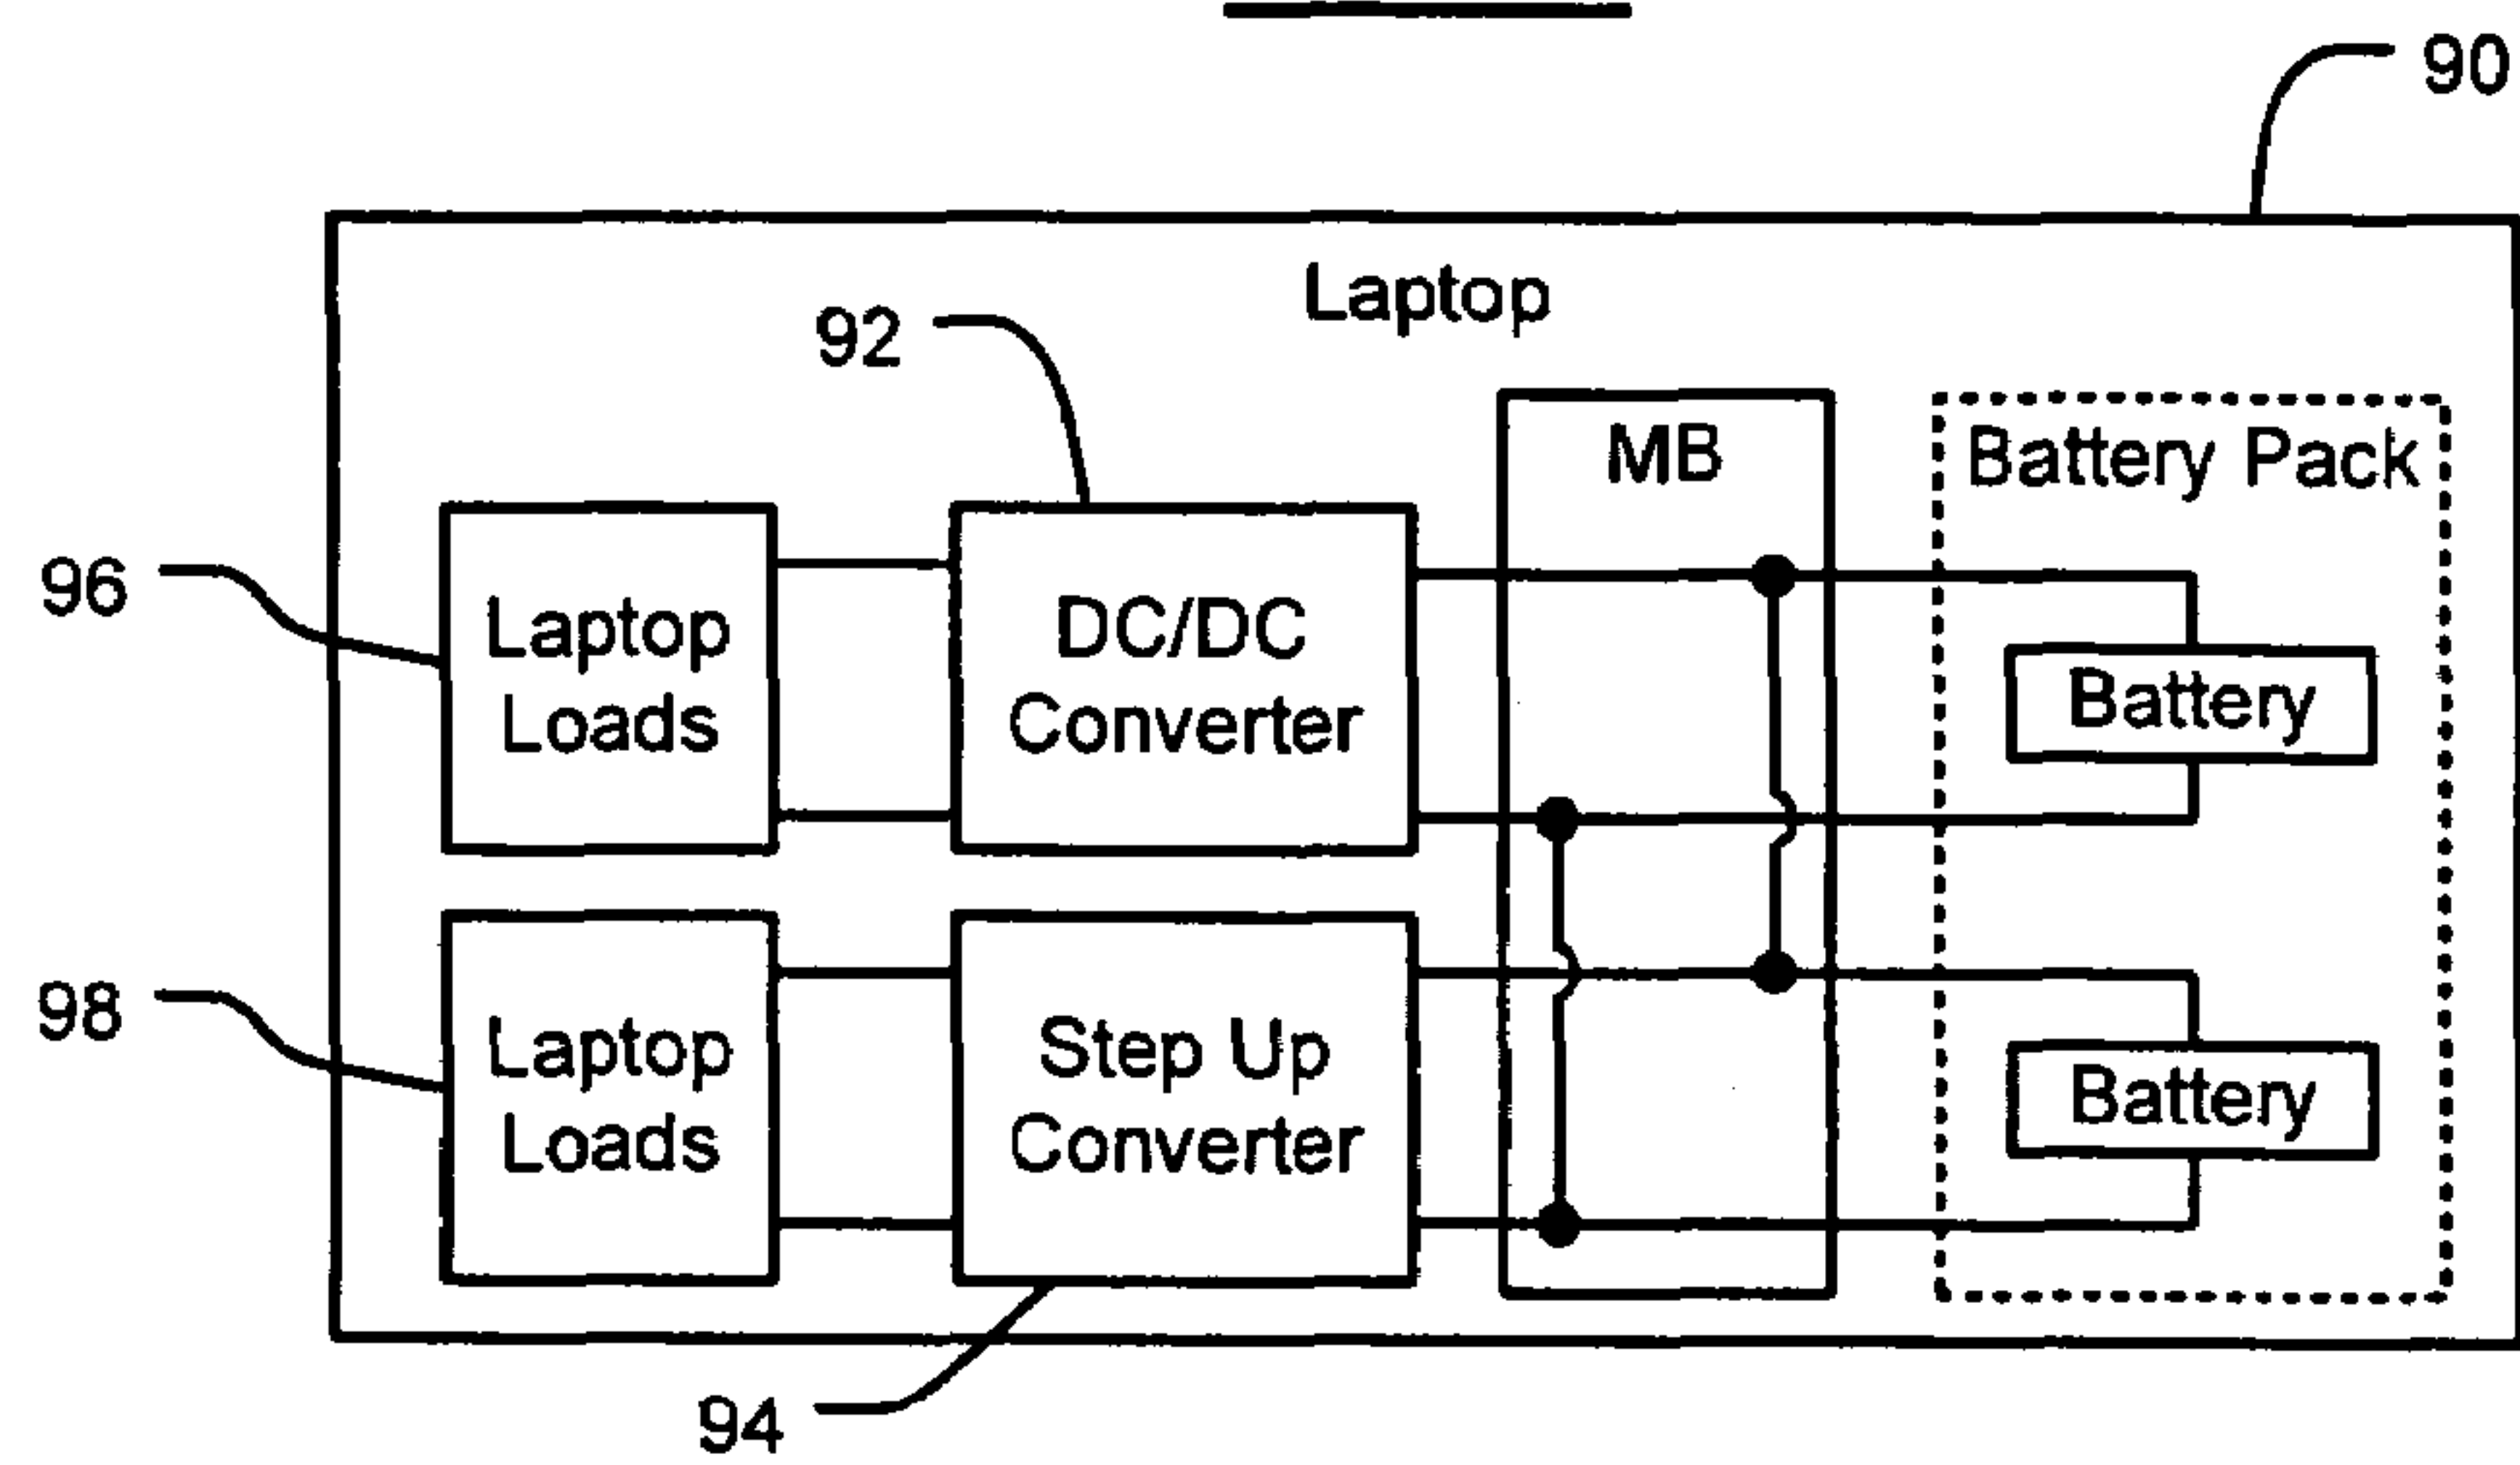 90
Laptop
92
MB
Battery Pack
96
Laptop
Loads
DC/DC
Converter
Battery
98
Laptop
Loads
Step Up
Converter
Battery
94